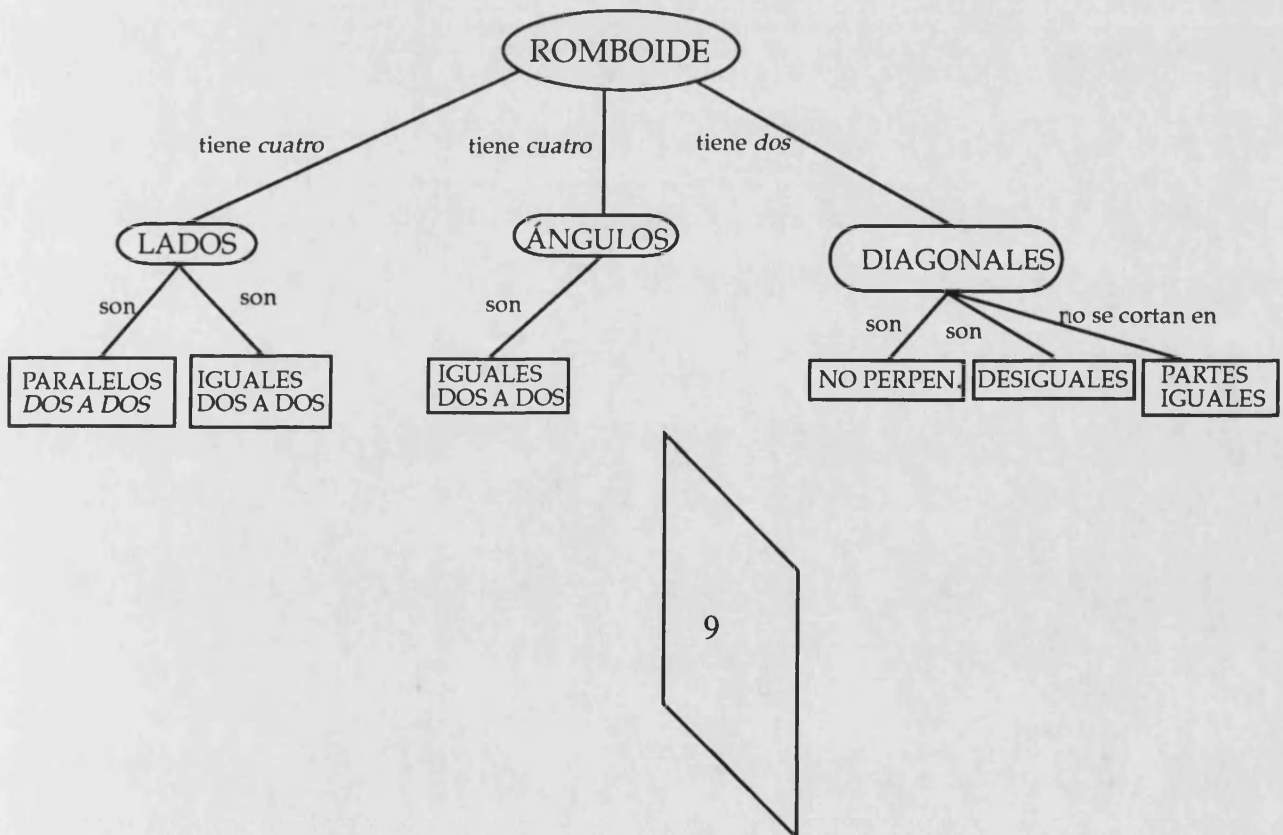 ROMBOIDE
tiene cuatro
tiene cuatro
tiene dos
LADOS
ÁNGULOS
DIAGONALES
son
son
son
son
son
no se cortan en
PARALELOS
DOS A DOS
IGUALES
DOS A DOS
IGUALES
DOS A DOS
NO PERPEN.
DESIGUALES
PARTES
IGUALES
9